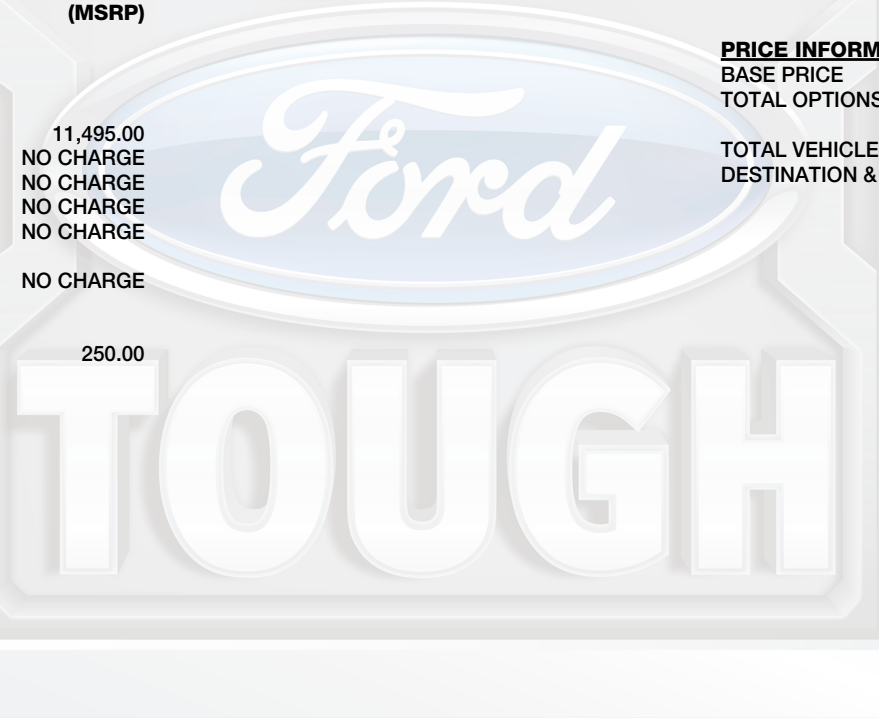 (MSRP)
11,495.00
NO CHARGE
NO CHARGE
NO CHARGE
NO CHARGE
NO CHARGE
250.00
PRICE INFORM
BASE PRICE
TOTAL OPTIONS
TOTAL VEHICLE
DESTINATION &
Ford
TOUGH